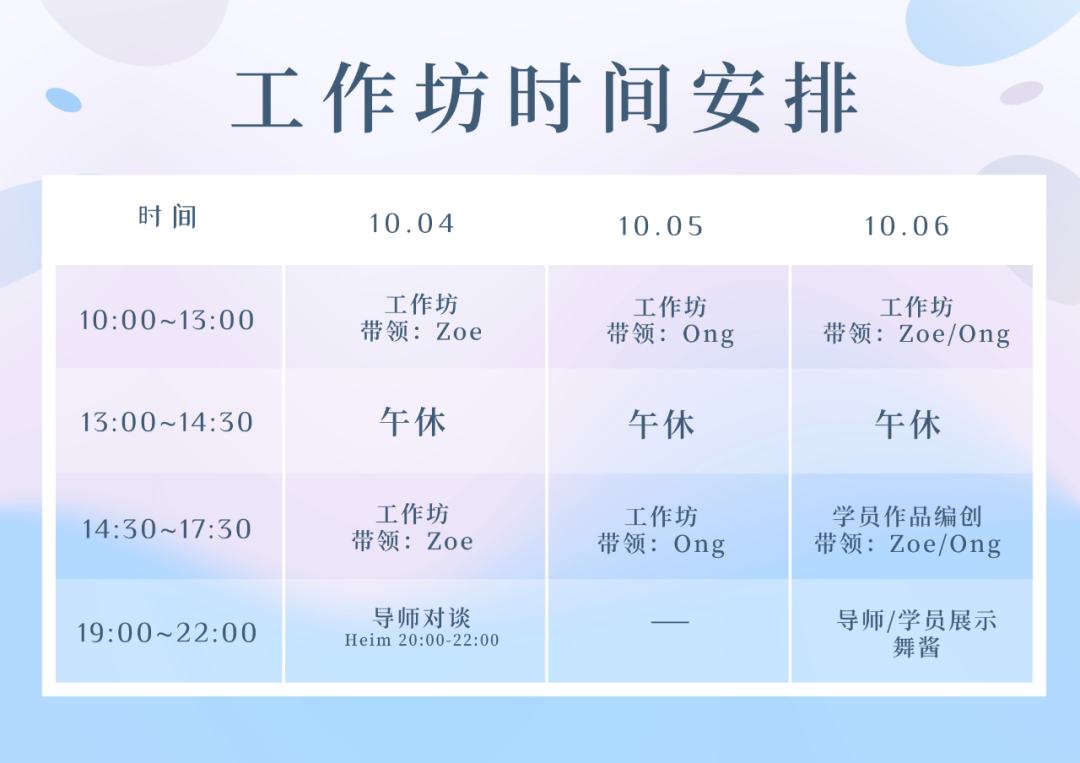 工作坊时间安排
时间 10.04 10.05 10.06
10:00~13:00
工作坊
带领：Zoe
工作坊
带领：Ong
工作坊
带领：Zoe/Ong
13:00~14:30
午休
午休
午休
14:30~17:30
工作坊
带领：Zoe
工作坊
带领：Ong
学员作品编创
带领：Zoe/Ong
19:00~22:00
导师对谈
Heim 20:00-22:00
——
导师/学员展示
舞酱